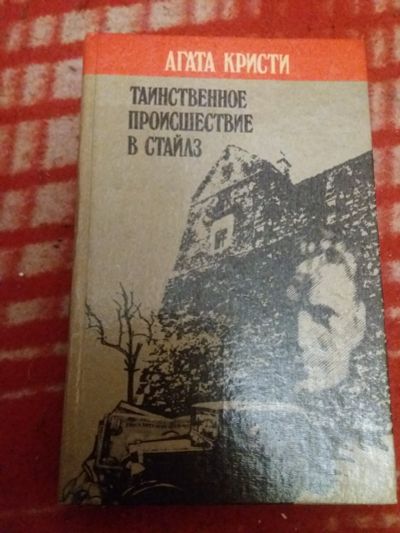 АГАТА КРИСТИ
ТАИНСТВЕННОЕ
ПРОИСШЕСТВИЕ
В СТАЙЛЗ